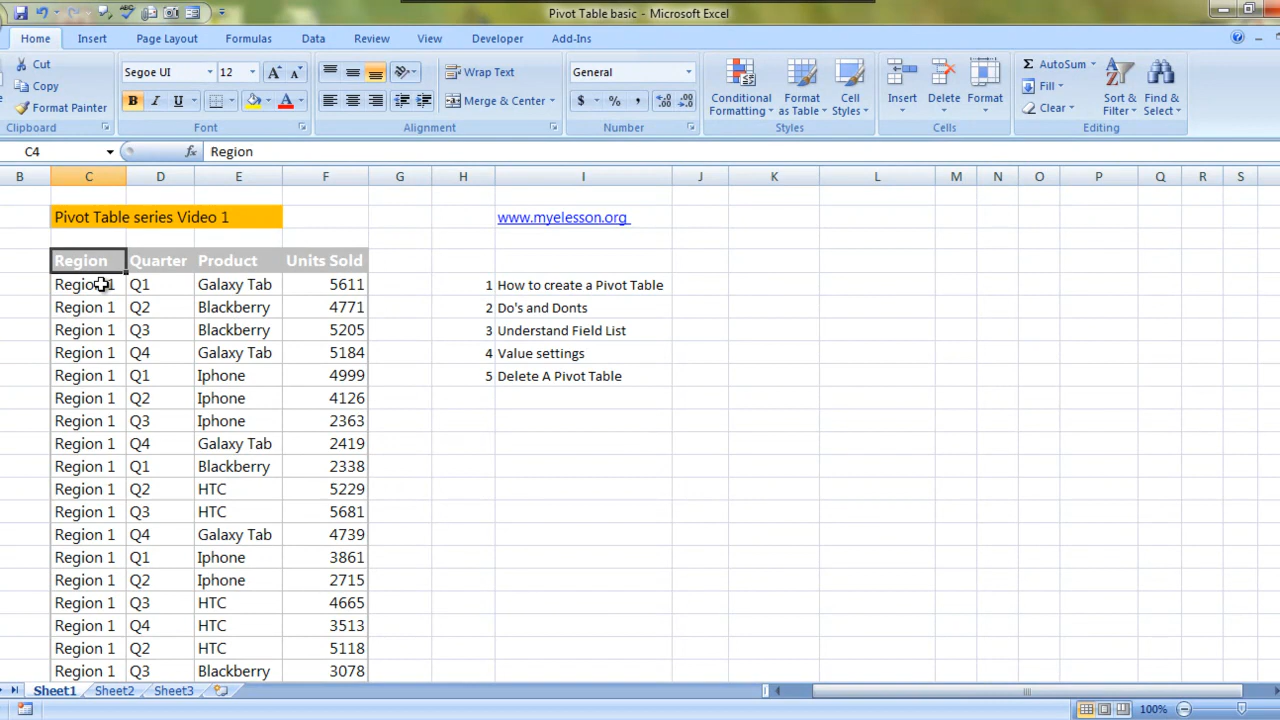 Pivot Table basic - Microsoft Excel
Home Insert Page Layout Formulas Data Review View Developer Add-Ins
Cut
Copy
Format Painter
Clipboard
Segoe UI 12
B I U
Font
Wrap Text
Merge & Center
Alignment
General
$ % ,
Number
Conditional Formatting
Format as Table
Cell Styles
Styles
Insert Delete Format
Cells
AutoSum
Fill
Clear
Sort & Filter
Find & Select
Editing
C4 fx Region
B C D E F G H I J K L M N O P Q R S
Pivot Table series Video 1 www.myelesson.org
Region Quarter Product Units Sold
Region 1 Q1 Galaxy Tab 5611 1 How to create a Pivot Table
Region 1 Q2 Blackberry 4771 2 Do's and Donts
Region 1 Q3 Blackberry 5205 3 Understand Field List
Region 1 Q4 Galaxy Tab 5184 4 Value settings
Region 1 Q1 Iphone 4999 5 Delete A Pivot Table
Region 1 Q2 Iphone 4126
Region 1 Q3 Iphone 2363
Region 1 Q4 Galaxy Tab 2419
Region 1 Q1 Blackberry 2338
Region 1 Q2 HTC 5229
Region 1 Q3 HTC 5681
Region 1 Q4 Galaxy Tab 4739
Region 1 Q1 Iphone 3861
Region 1 Q2 Iphone 2715
Region 1 Q3 HTC 4665
Region 1 Q4 HTC 3513
Region 1 Q2 HTC 5118
Region 1 Q3 Blackberry 3078
Sheet1 Sheet2 Sheet3
100%